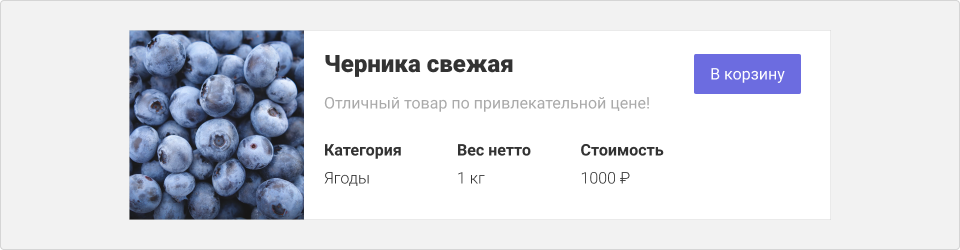 Черника свежая
В корзину
Отличный товар по привлекательной цене!
Категория Вес нетто Стоимость
Ягоды 1 кг 1000 ₽